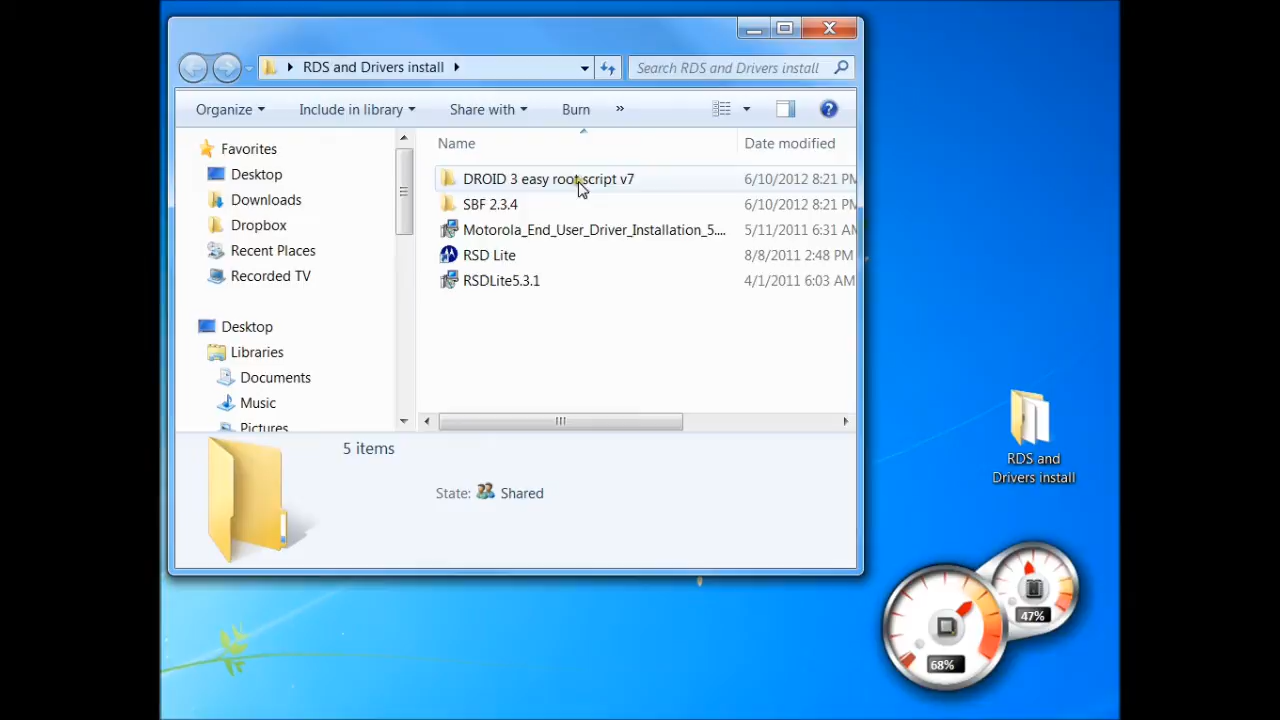 RDS and Drivers install
Search RDS and Drivers install
Organize
Include in library
Share with
Burn
»
Favorites
Desktop
Downloads
Dropbox
Recent Places
Recorded TV
Desktop
Libraries
Documents
Music
Pictures
Name
Date modified
DROID 3 easy root script v7
6/10/2012 8:21 PM
SBF 2.3.4
6/10/2012 8:21 PM
Motorola_End_User_Driver_Installation_5....
5/11/2011 6:31 AM
RSD Lite
8/8/2011 2:48 PM
RSDLite5.3.1
4/1/2011 6:03 AM
5 items
State:
Shared
RDS and
Drivers install
47%
68%